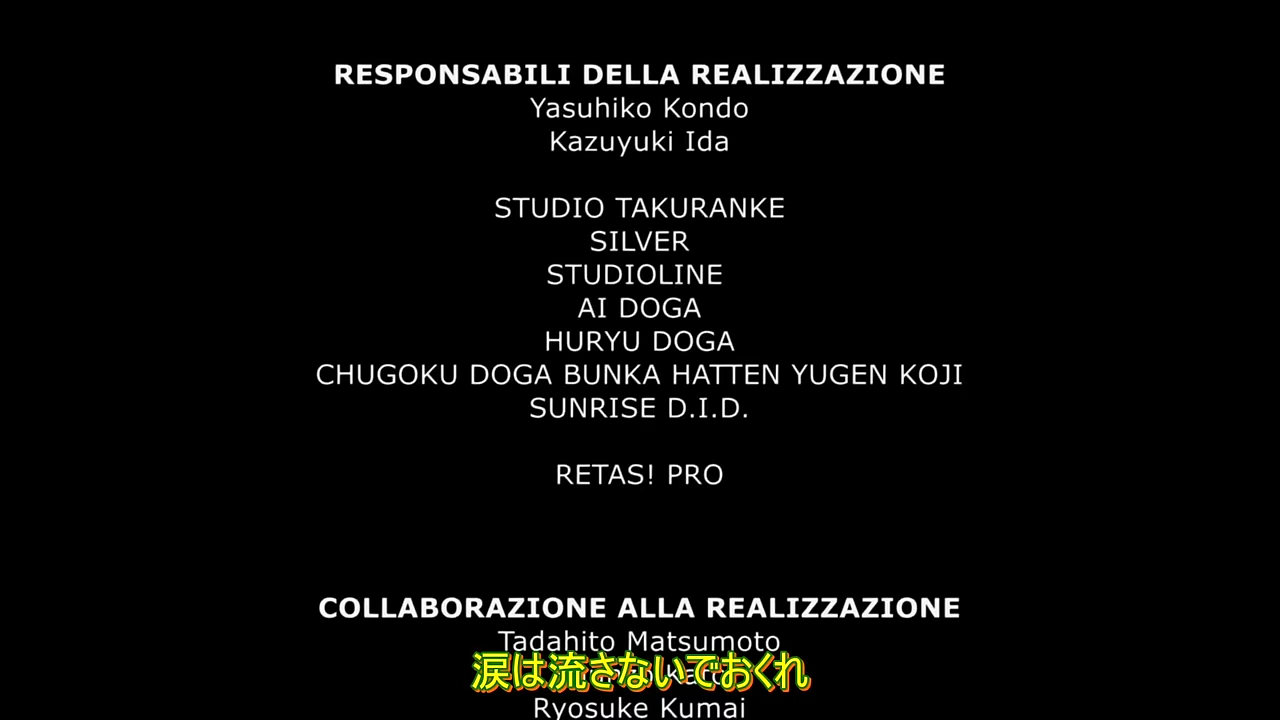 RESPONSABILI DELLA REALIZZAZIONE
Yasuhiko Kondo
Kazuyuki Ida
STUDIO TAKURANKE
SILVER
STUDIOLINE
AI DOGA
HURYU DOGA
CHUGOKU DOGA BUNKA HATTEN YUGEN KOJI
SUNRISE D.I.D.
RETAS! PRO
COLLABORAZIONE ALLA REALIZZAZIONE
Tadahito Matsumoto
涙は流さないでおくれ
Ryosuke Kumai